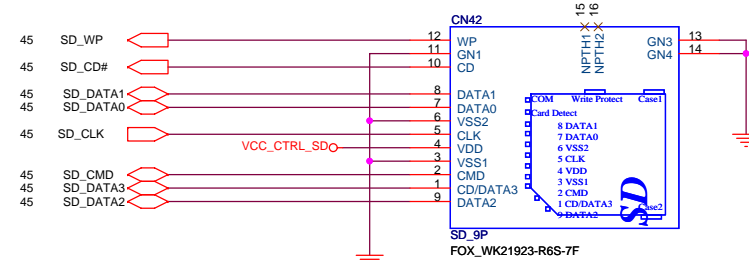 CN42
15
16
45 SD_WP 12 WP NPTH1 NPTH2 GN3 13
11 GN1 GN4 14
45 SD_CD# 10 CD
45 SD_DATA1 8 DATA1
45 SD_DATA0 7 DATA0
6 VSS2
45 SD_CLK 5 CLK
VCC_CTRL_SD 4 VDD
3 VSS1
45 SD_CMD 2 CMD
45 SD_DATA3 1 CD/DATA3
45 SD_DATA2 9 DATA2
COM Write Protect Case1
Card Detect
8 DATA1
7 DATA0
6 VSS2
5 CLK
4 VDD
3 VSS1
2 CMD
1 CD/DATA3
9 DATA2
SD
Case2
SD_9P
FOX_WK21923-R6S-7F